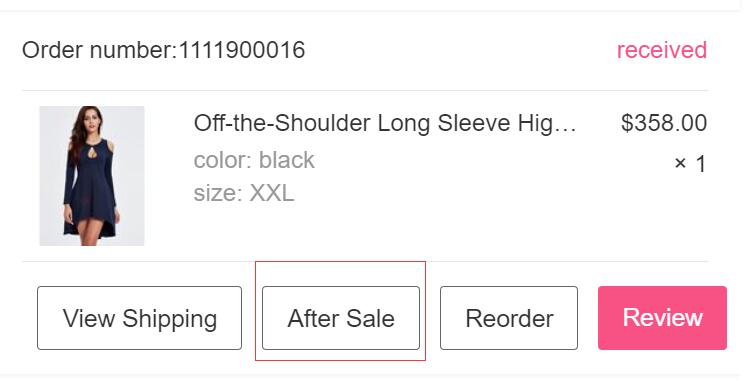 Order number:1111900016 received
Off-the-Shoulder Long Sleeve Hig... $358.00
color: black × 1
size: XXL
View Shipping After Sale Reorder Review